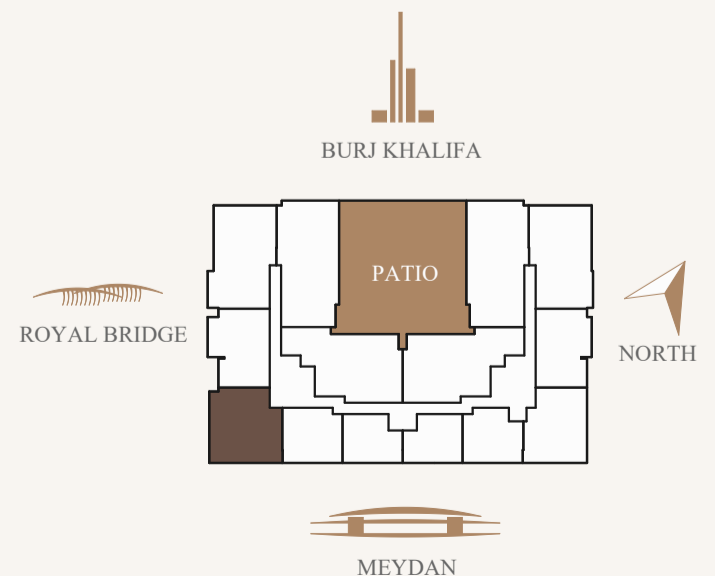 BURJ KHALIFA
PATIO
ROYAL BRIDGE
NORTH
MEYDAN